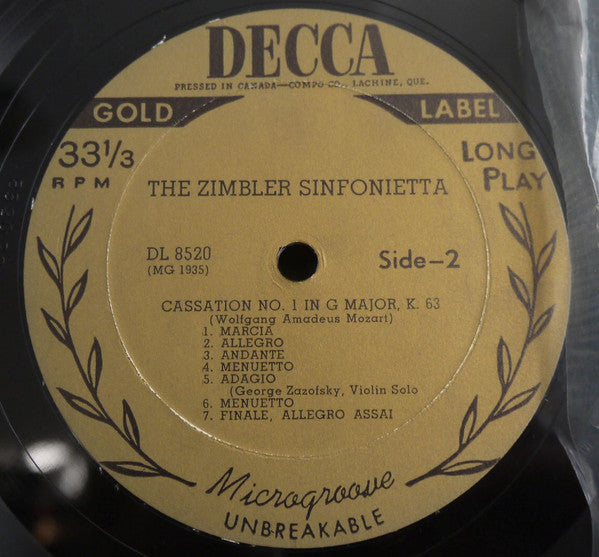 DECCA
PRESSED IN CANADA—COMPO CO., LACHINE, QUE.
GOLD LABEL
33 1/3 LONG
RPM PLAY
THE ZIMBLER SINFONIETTA
DL 8520 Side-2
(MG 1935)
CASSATION NO. 1 IN G MAJOR, K. 63
(Wolfgang Amadeus Mozart)
1. MARCIA
2. ALLEGRO
3. ANDANTE
4. MENUETTO
5. ADAGIO
(George Zazofsky, Violin Solo
6. MENUETTO
7. FINALE, ALLEGRO ASSAI
Microgroove
UNBREAKABLE